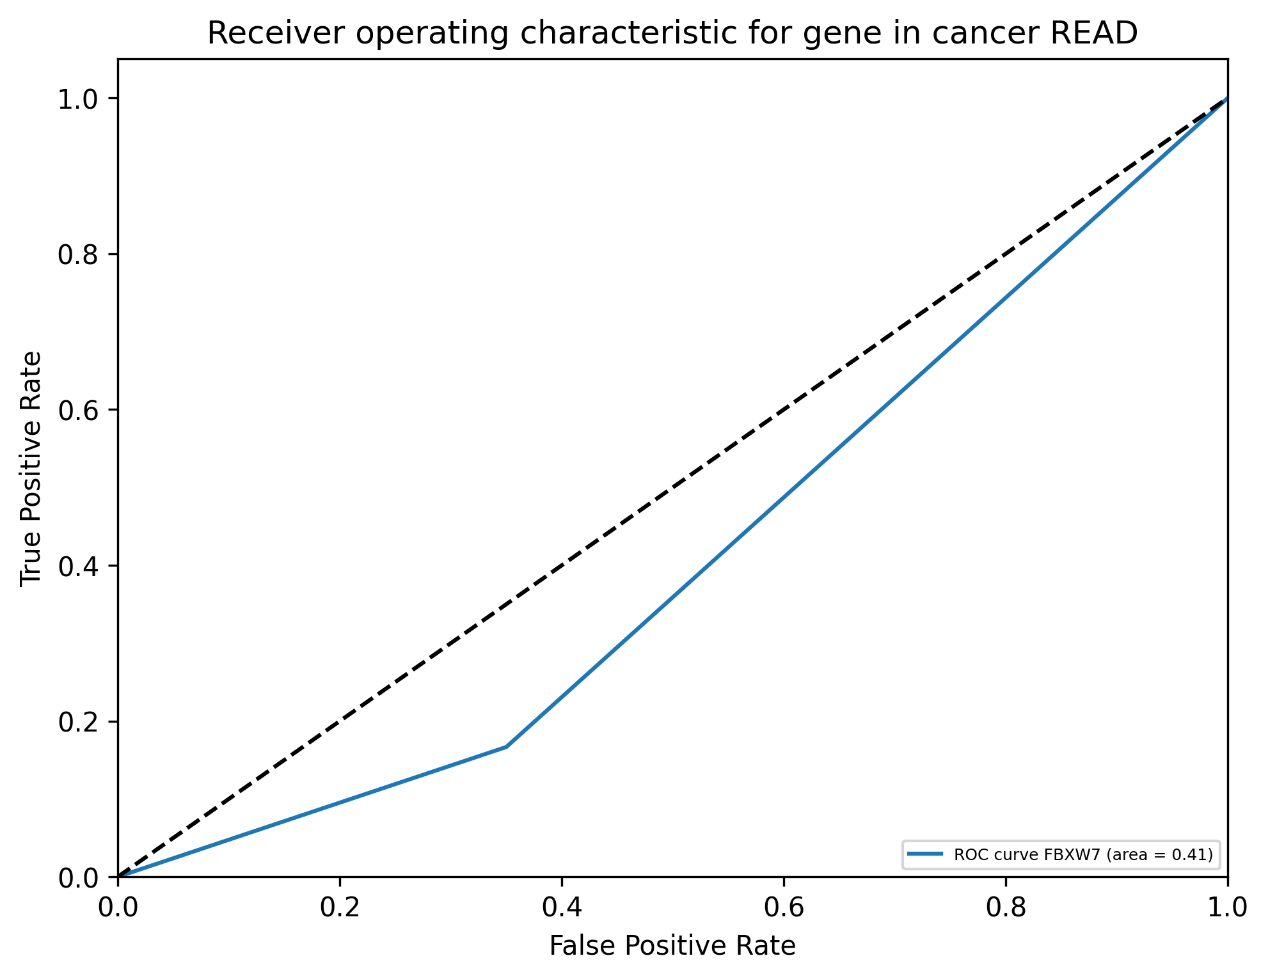 Receiver operating characteristic for gene in cancer READ
True Positive Rate
1.0
0.8
0.6
0.4
0.2
0.0
0.0 0.2 0.4 0.6 0.8 1.0
False Positive Rate
ROC curve FBXW7 (area = 0.41)